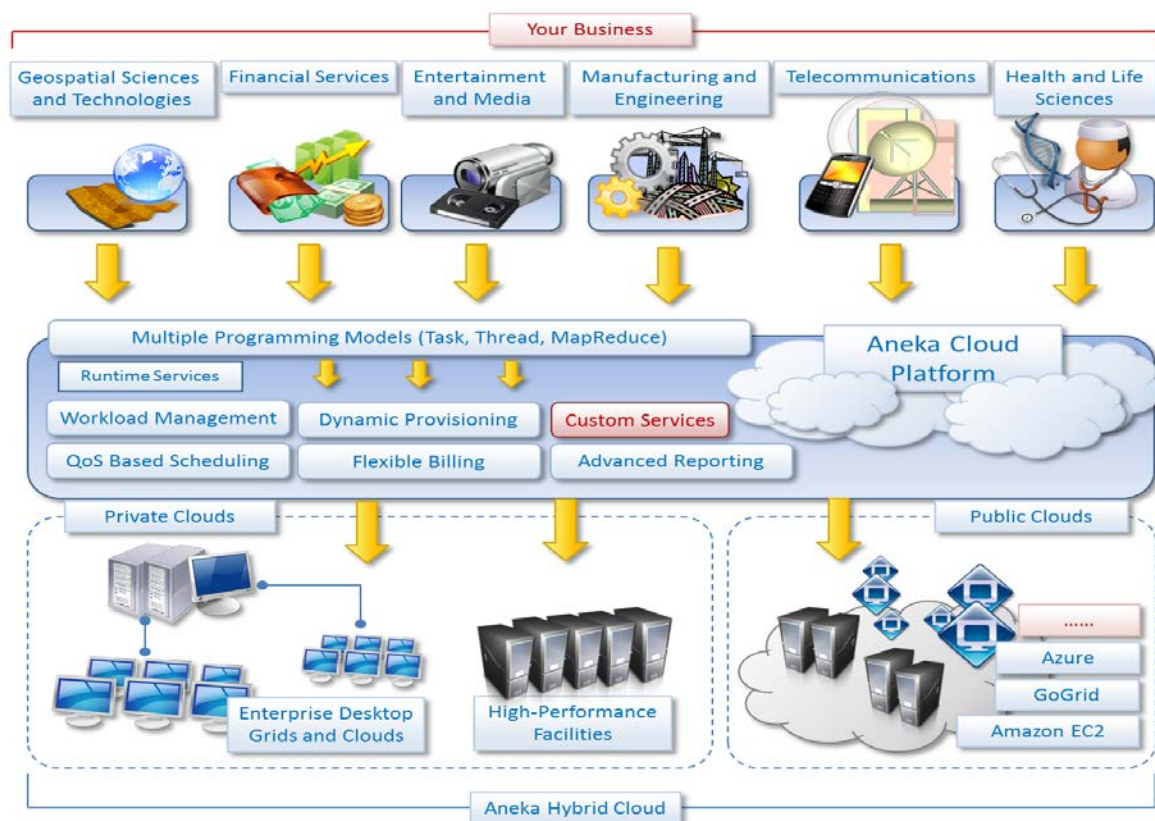 Your Business
Geospatial Sciences
and Technologies
Financial Services
Entertainment
and Media
Manufacturing and
Engineering
Telecommunications
Health and Life
Sciences
Multiple Programming Models (Task, Thread, MapReduce)
Aneka Cloud
Platform
Runtime Services
Workload Management
Dynamic Provisioning
Custom Services
QoS Based Scheduling
Flexible Billing
Advanced Reporting
Private Clouds
Public Clouds
Enterprise Desktop
Grids and Clouds
High-Performance
Facilities
......
Azure
GoGrid
Amazon EC2
Aneka Hybrid Cloud